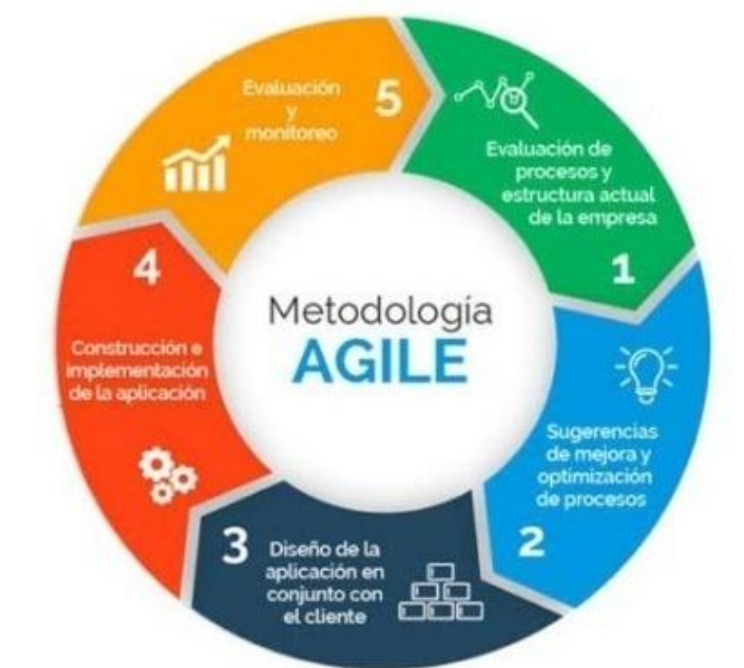 Metodología
AGILE
Evaluación de
procesos y
estructura actual
de la empresa
1
Sugerencias
de mejora y
optimización
de procesos
2
3
Diseño de la
aplicación en
conjunto con
el cliente
4
Construcción e
implementación
de la aplicación
5
Evaluación
y
monitoreo